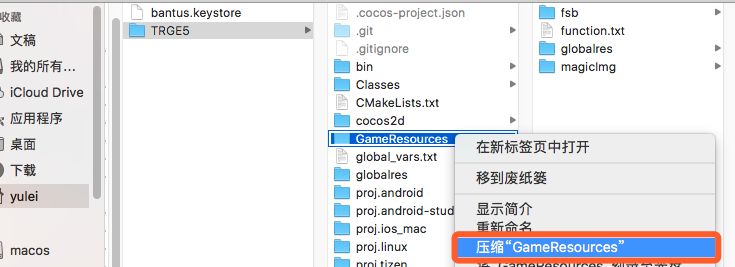 收藏
文稿
我的所有...
iCloud Drive
应用程序
桌面
下载
yulei
macos
bantus.keystore
TRGE5
.cocos-project.json
.git
.gitignore
bin
Classes
CMakeLists.txt
cocos2d
GameResources
global_vars.txt
globalres
proj.android
proj.android-stud
proj.ios_mac
proj.linux
proj.tizen
fsb
function.txt
globalres
magicImg
在新标签页中打开
移到废纸篓
显示简介
重新命名
压缩“GameResources”